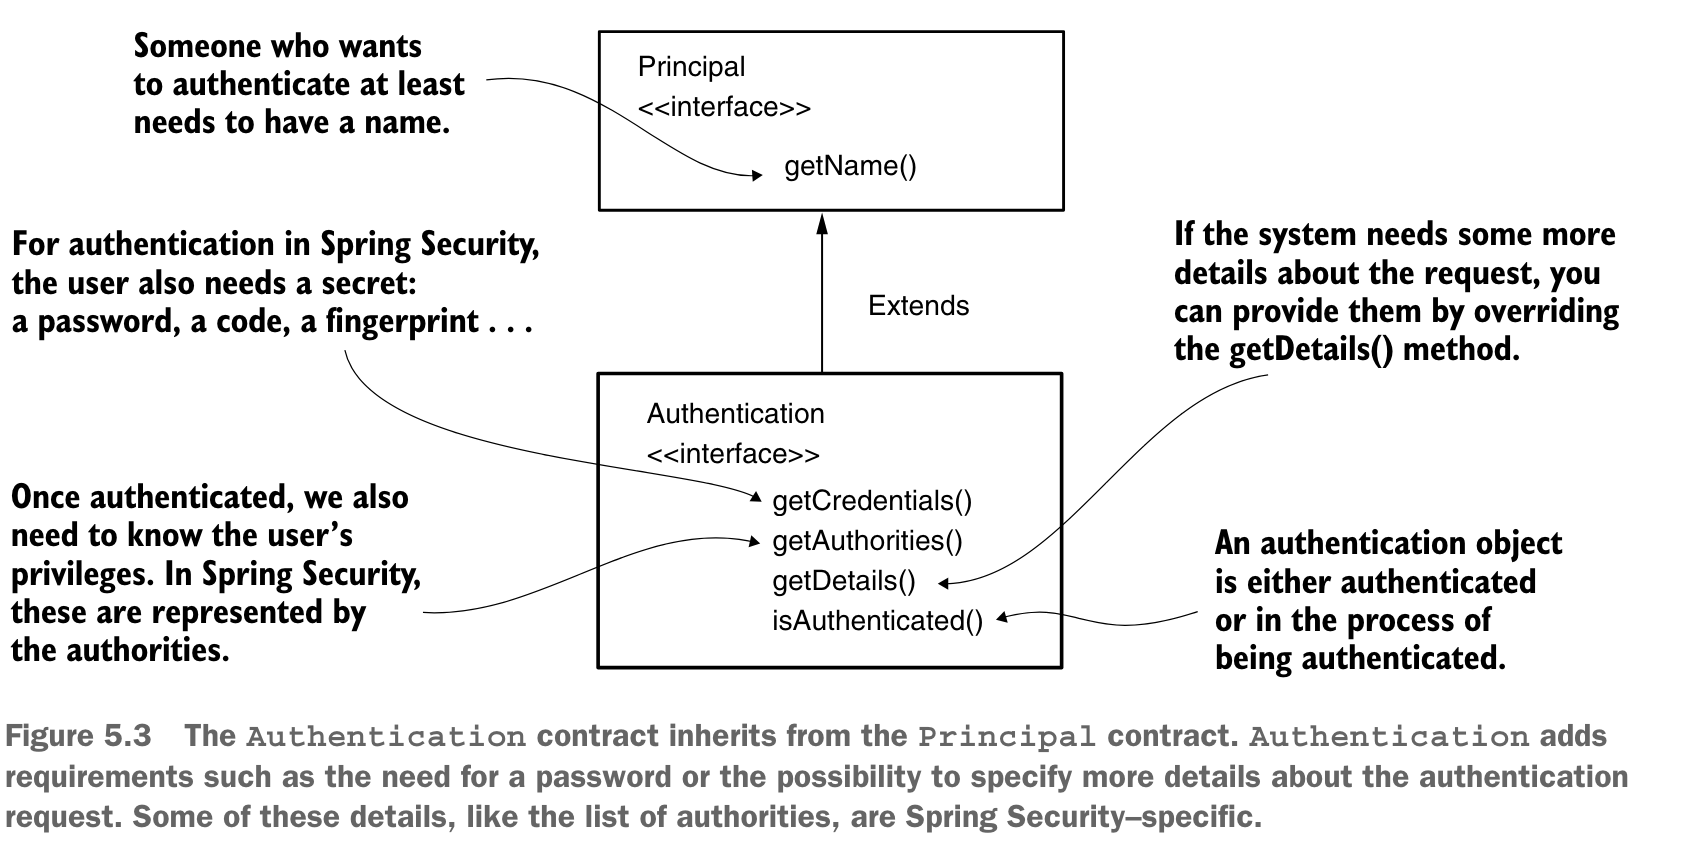 Someone who wants
to authenticate at least
needs to have a name.
Principal
<<interface>>
getName()
For authentication in Spring Security,
the user also needs a secret:
a password, a code, a fingerprint . . .
Extends
If the system needs some more
details about the request, you
can provide them by overriding
the getDetails() method.
Authentication
<<interface>>
getCredentials()
getAuthorities()
getDetails()
isAuthenticated()
Once authenticated, we also
need to know the user’s
privileges. In Spring Security,
these are represented by
the authorities.
An authentication object
is either authenticated
or in the process of
being authenticated.
Figure 5.3 The Authentication contract inherits from the Principal contract. Authentication adds
requirements such as the need for a password or the possibility to specify more details about the authentication
request. Some of these details, like the list of authorities, are Spring Security–specific.